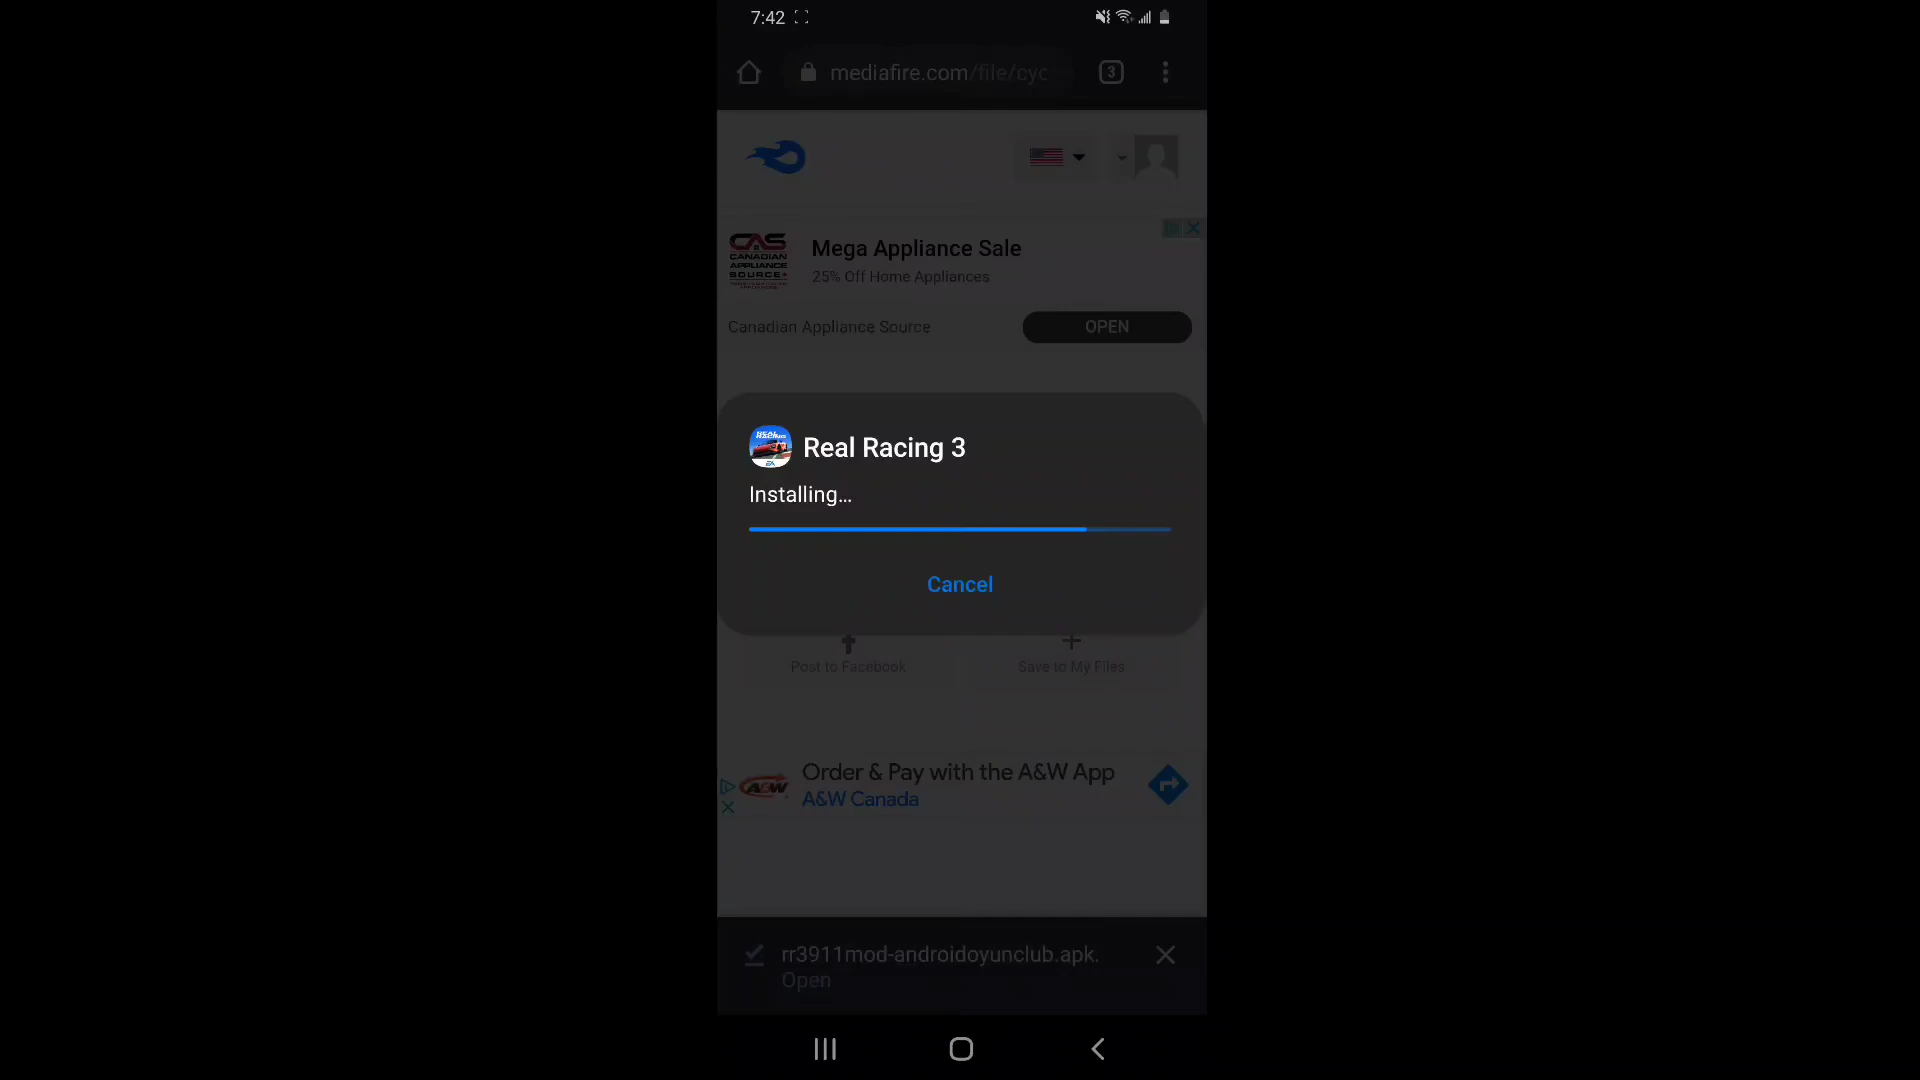 7:42
mediafire.com/file/cyc
3
CAS
CANADIAN
APPLIANCE
SOURCE
Mega Appliance Sale
25% Off Home Appliances
Canadian Appliance Source
OPEN
Real Racing 3
EA
Installing...
Cancel
Post to Facebook
Save to My Files
A&W
Order & Pay with the A&W App
A&W Canada
rr3911mod-androidoyunclub.apk.
Open